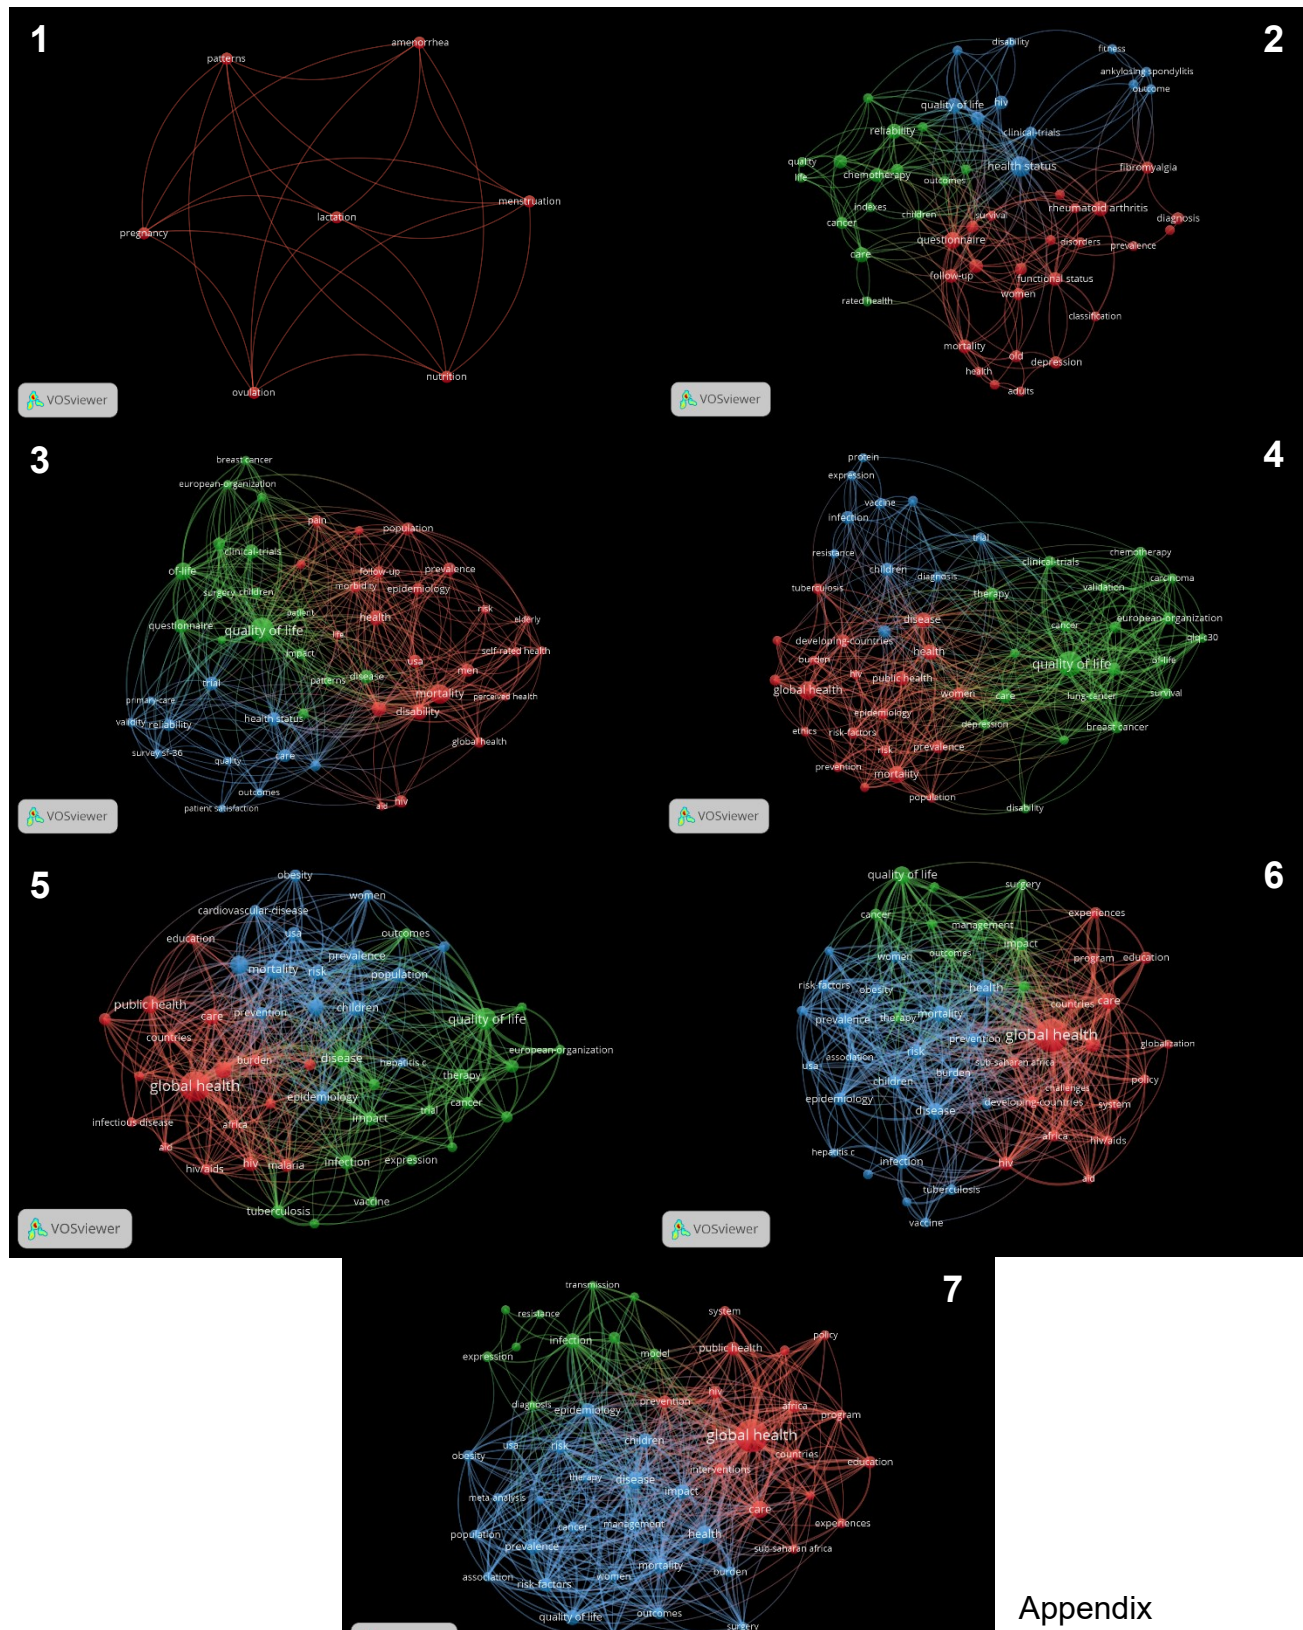 1
amenorrhea
patterns
menstruation
lactation
pregnancy
nutrition
ovulation
VOSviewer
2
disability
fitness
ankylosing spondylitis
outcome
quality of life
hiv
reliability
clinical-trials
quality
health status
fibromyalgia
life
chemotherapy
outcomes
indexes
children
survival
rheumatoid arthritis
cancer
diagnosis
questionnaire
disorders
prevalence
care
follow-up
functional status
women
rated health
classification
mortality
old
depression
health
adults
VOSviewer
3
breast cancer
european-organization
pain
population
clinical-trials
of-life
follow-up
prevalence
morbidity
epidemiology
surgery
children
patient
health
risk
elderly
questionnaire
quality of life
life
impact
self-rated health
usa
men
patterns
disease
trial
mortality
perceived health
primary-care
disability
validity
reliability
health status
global health
survey sf-36
quality
care
outcomes
patient satisfaction
aid
hiv
VOSviewer
4
protein
expression
vaccine
infection
trial
resistance
chemotherapy
clinical-trials
children
diagnosis
carcinoma
tuberculosis
therapy
validation
disease
european-organization
cancer
developing-countries
qlq-c30
health
burden
quality of life
of-life
hiv
public health
global health
women
care
lung-cancer
survival
epidemiology
depression
breast cancer
ethics
risk-factors
risk
prevalence
prevention
mortality
population
disability
VOSviewer
5
obesity
women
cardiovascular-disease
usa
outcomes
education
prevalence
mortality
risk
population
public health
children
care
prevention
quality of life
countries
european-organization
burden
disease
hepatitis c
global health
therapy
epidemiology
cancer
trial
infectious disease
africa
impact
aid
hiv/aids
hiv
malaria
infection
expression
vaccine
tuberculosis
VOSviewer
6
quality of life
surgery
cancer
experiences
management
impact
women
outcomes
program
education
risk-factors
obesity
health
countries
care
prevalence
therapy
mortality
prevention
global health
globalization
association
risk
sub-saharan africa
usa
burden
children
challenges
policy
epidemiology
disease
developing-countries
system
africa
hiv/aids
hepatitis c
infection
hiv
tuberculosis
aid
vaccine
VOSviewer
7
transmission
resistance
system
infection
policy
public health
expression
model
hiv
prevention
diagnosis
epidemiology
africa
program
children
global health
usa
risk
obesity
countries
education
interventions
therapy
disease
impact
meta analysis
care
cancer
management
experiences
population
health
prevalence
sub-saharan africa
mortality
burden
association
risk-factors
women
quality of life
outcomes
surgery
Appendix